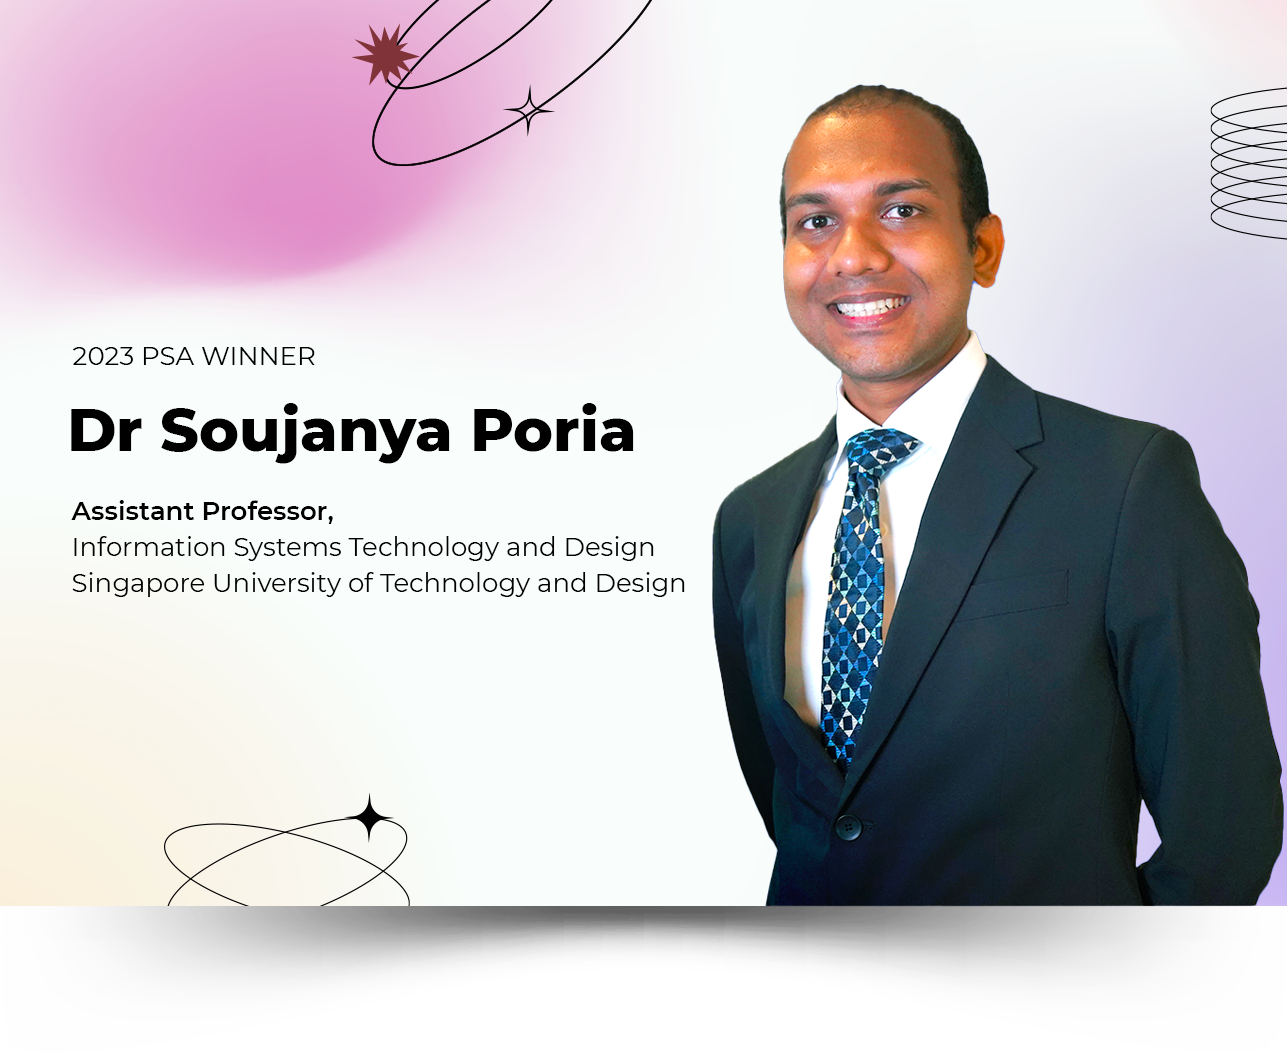 2023 PSA WINNER
Dr Soujanya Poria
Assistant Professor,
Information Systems Technology and Design
Singapore University of Technology and Design